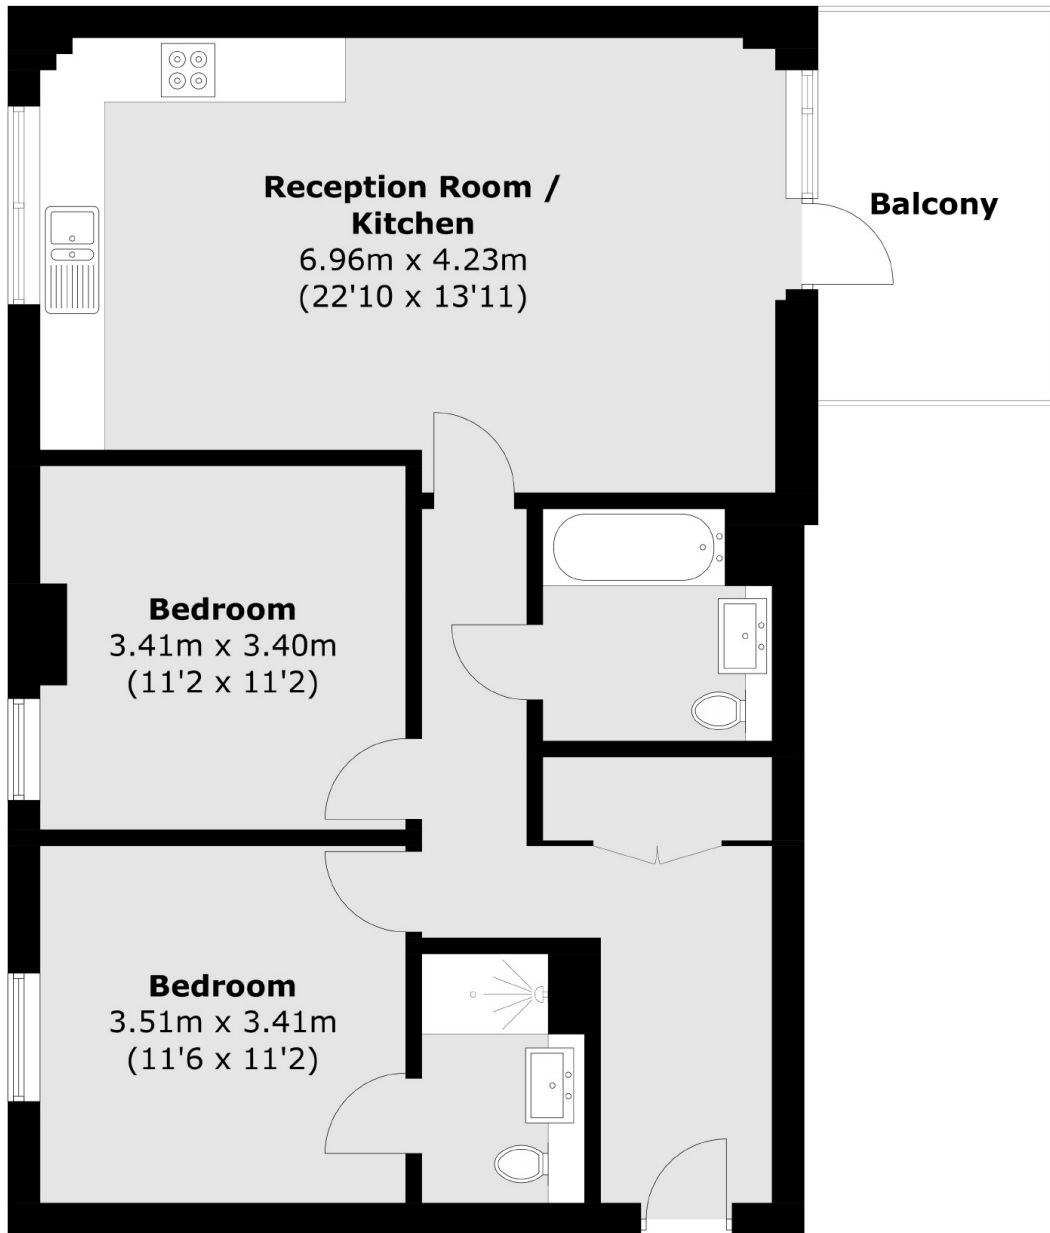 Reception Room /
Kitchen
6.96m x 4.23m
(22'10 x 13'11)
Balcony
Bedroom
3.41m x 3.40m
(11'2 x 11'2)
Bedroom
3.51m x 3.41m
(11'6 x 11'2)